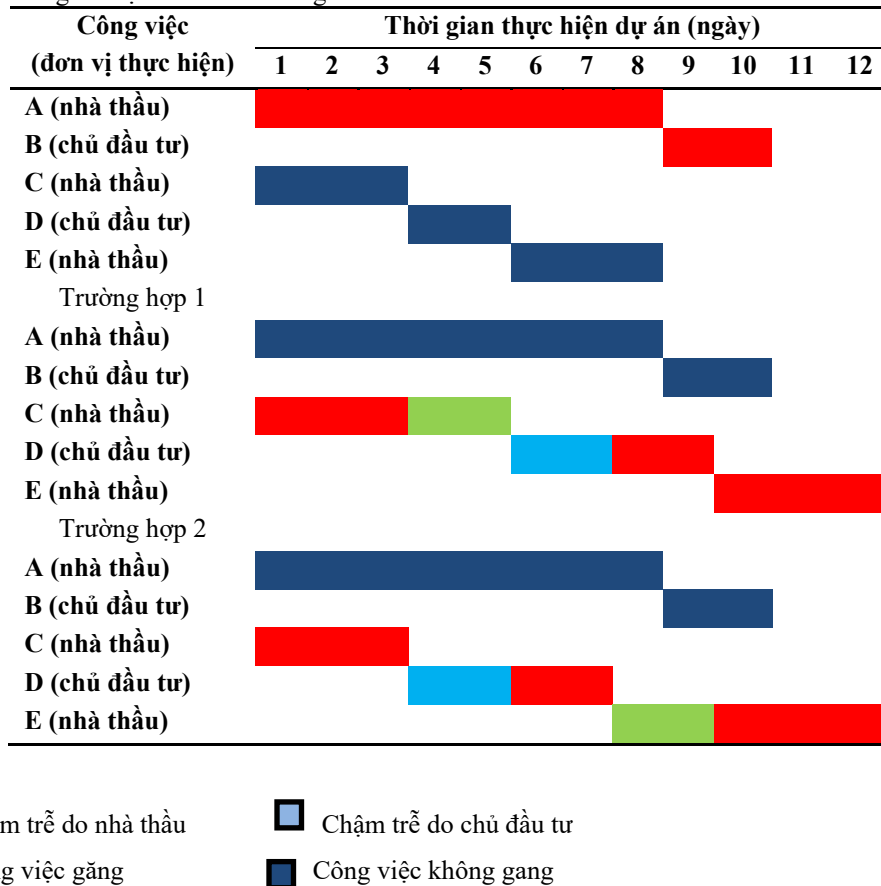 Công việc
(đơn vị thực hiện)
Thời gian thực hiện dự án (ngày)
1 2 3 4 5 6 7 8 9 10 11 12
A (nhà thầu)
B (chủ đầu tư)
C (nhà thầu)
D (chủ đầu tư)
E (nhà thầu)
Trường hợp 1
A (nhà thầu)
B (chủ đầu tư)
C (nhà thầu)
D (chủ đầu tư)
E (nhà thầu)
Trường hợp 2
A (nhà thầu)
B (chủ đầu tư)
C (nhà thầu)
D (chủ đầu tư)
E (nhà thầu)
trễ do nhà thầu Chậm trễ do chủ đầu tư
việc găng Công việc không gang